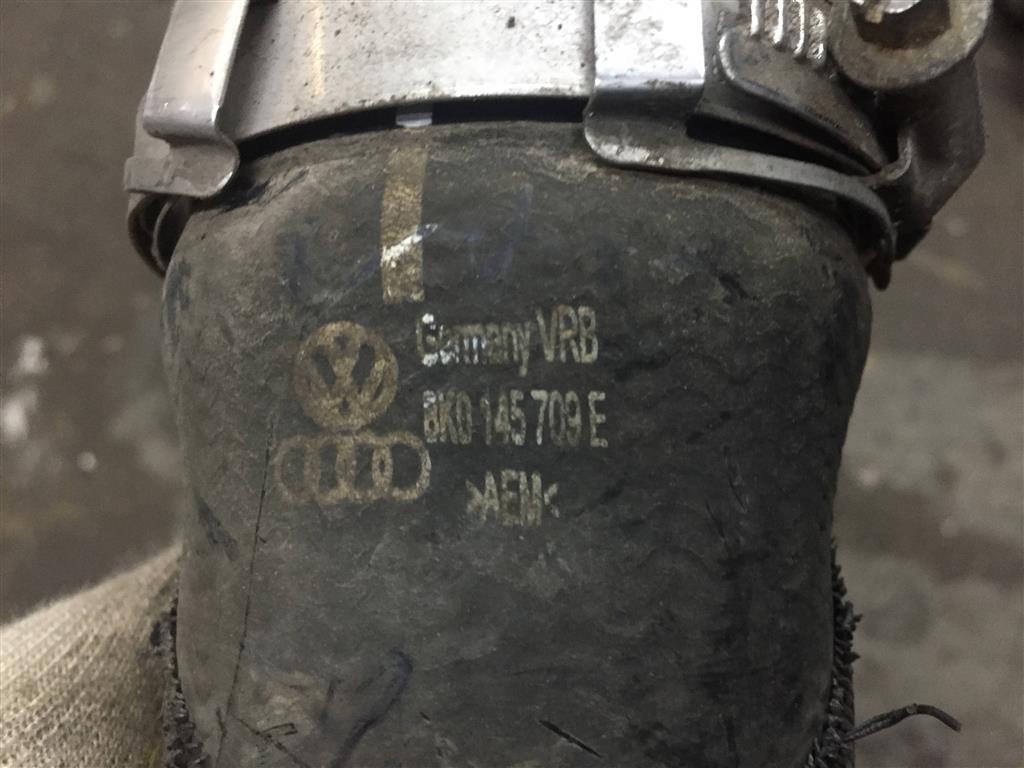 Germany VRB
8K0 145 709 E
>AEM<